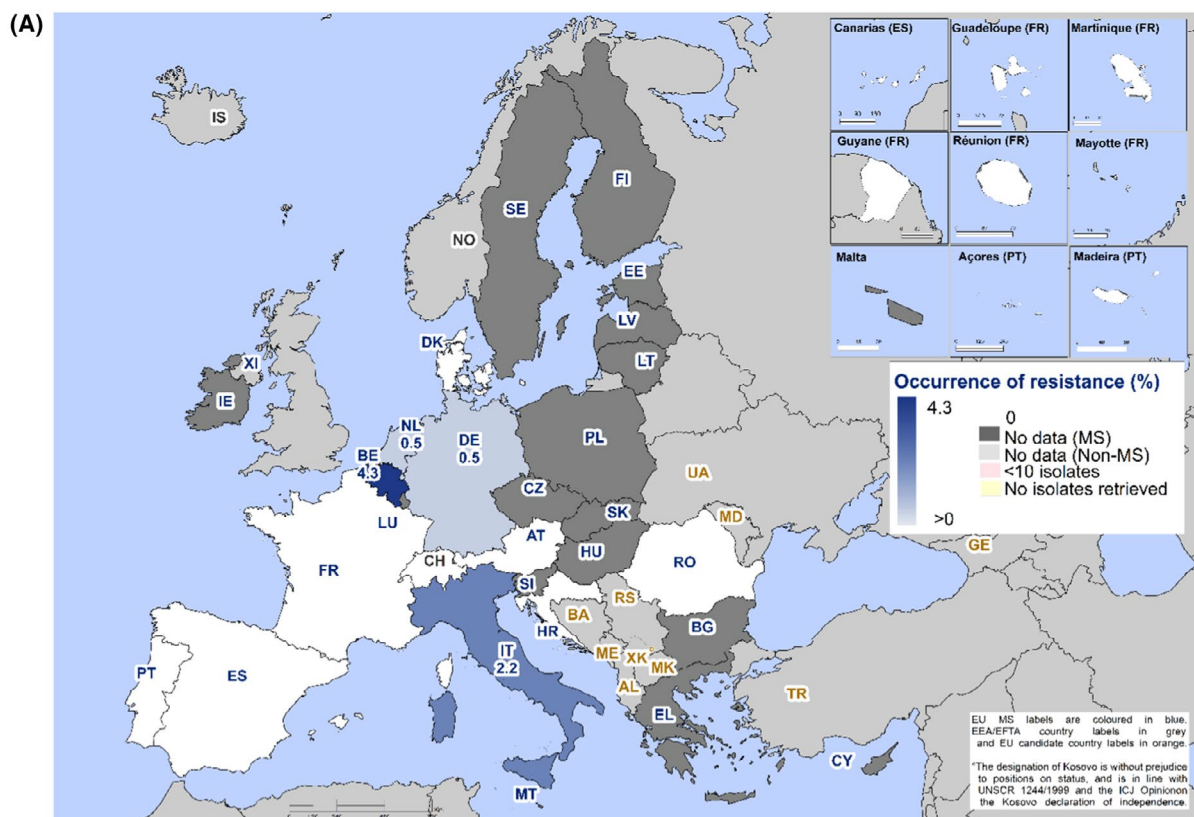 (A)
Canarias (ES)
Guadeloupe (FR)
Martinique (FR)
Guyane (FR)
Réunion (FR)
Mayotte (FR)
Malta
Açores (PT)
Madeira (PT)
IS
FI
SE
NO
EE
LV
DK
LT
XI
IE
NL
0.5
DE
0.5
PL
BE
4.3
UA
CZ
LU
SK
MD
AT
HU
GE
FR
CH
RO
SI
RS
BA
HR
BG
IT
2.2
ME
XK
MK
PT
ES
AL
TR
EL
CY
MT
Occurrence of resistance (%)
4.3
>0
0
No data (MS)
No data (Non-MS)
<10 isolates
No isolates retrieved
EU MS labels are coloured in blue.
EEA/EFTA country labels in grey
and EU candidate country labels in orange.
*The designation of Kosovo is without prejudice
to positions on status, and is in line with
UNSCR 1244/1999 and the ICJ Opinionon
the Kosovo declaration of independence.